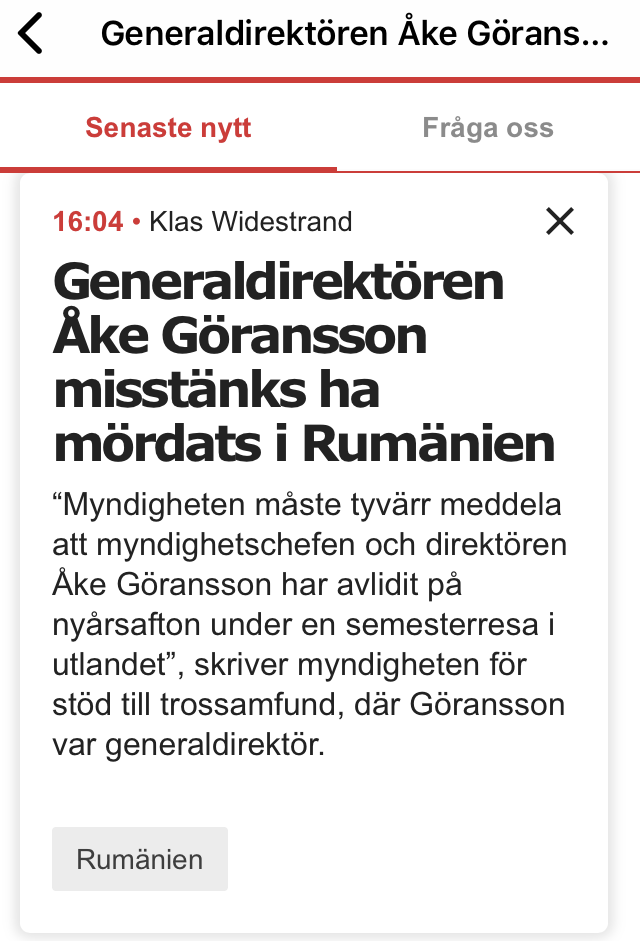 Generaldirektören Åke Görans...
Senaste nytt
Fråga oss
16:04 • Klas Widestrand
Generaldirektören
Åke Göransson
misstänks ha
mördats i Rumänien
“Myndigheten måste tyvärr meddela
att myndighetschefen och direktören
Åke Göransson har avlidit på
nyårsafton under en semesterresa i
utlandet”, skriver myndigheten för
stöd till trossamfund, där Göransson
var generaldirektör.
Rumänien